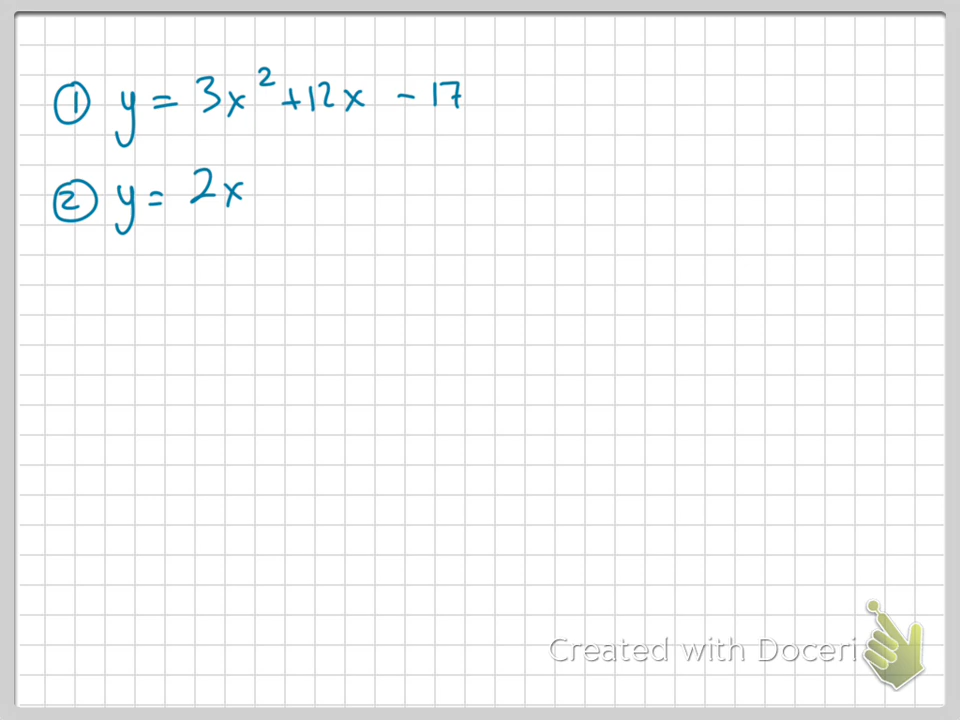 ① y = 3x² + 12x - 17
② y = 2x
Created with Doceri